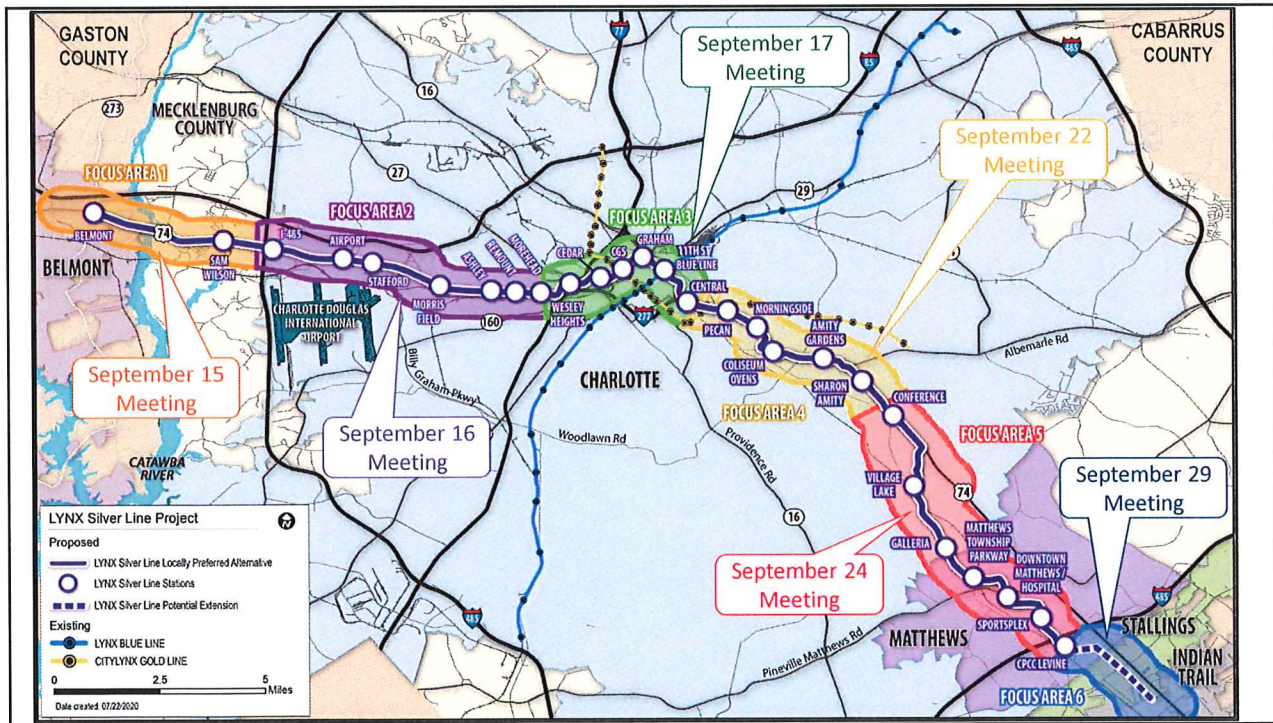 GASTON
COUNTY
77
September 17
Meeting
485
CABARRUS
COUNTY
85
273
MECKLENBURG
COUNTY
16
September 22
Meeting
27
29
FOCUS AREA 1
FOCUS AREA 2
FOCUS AREA 3
BELMONT
74
SAM
WILSON
I-485
AIRPORT
STAFFORD
MORRIS
FIELD
ASHLEY
REMOUNT
MOREHEAD
CEDAR
WESLEY
HEIGHTS
CGS
GRAHAM
11TH ST
BLUE LINE
CENTRAL
277
PECAN
MORNINGSIDE
COLISEUM
OVENS
AMITY
GARDENS
SHARON
AMITY
CONFERENCE
Albemarle Rd
BELMONT
CHARLOTTE DOUGLAS
INTERNATIONAL
AIRPORT
160
Billy Graham Pkwy
CHARLOTTE
FOCUS AREA 4
FOCUS AREA 5
September 15
Meeting
September 16
Meeting
Woodlawn Rd
Providence Rd
CATAWBA
RIVER
VILLAGE
LAKE
74
September 29
Meeting
GALLERIA
MATTHEWS
TOWNSHIP
PARKWAY
DOWNTOWN
MATTHEWS/
HOSPITAL
16
September 24
Meeting
485
485
SPORTSPLEX
MATTHEWS
STALLINGS
Pineville Matthews Rd
CPCC LEVINE
INDIAN
TRAIL
FOCUS AREA 6
LYNX Silver Line Project
N
Proposed
LYNX Silver Line Locally Preferred Alternative
LYNX Silver Line Stations
LYNX Silver Line Potential Extension
Existing
LYNX BLUE LINE
CITYLYNX GOLD LINE
0 2.5 5
Miles
Date created: 07/22/2020